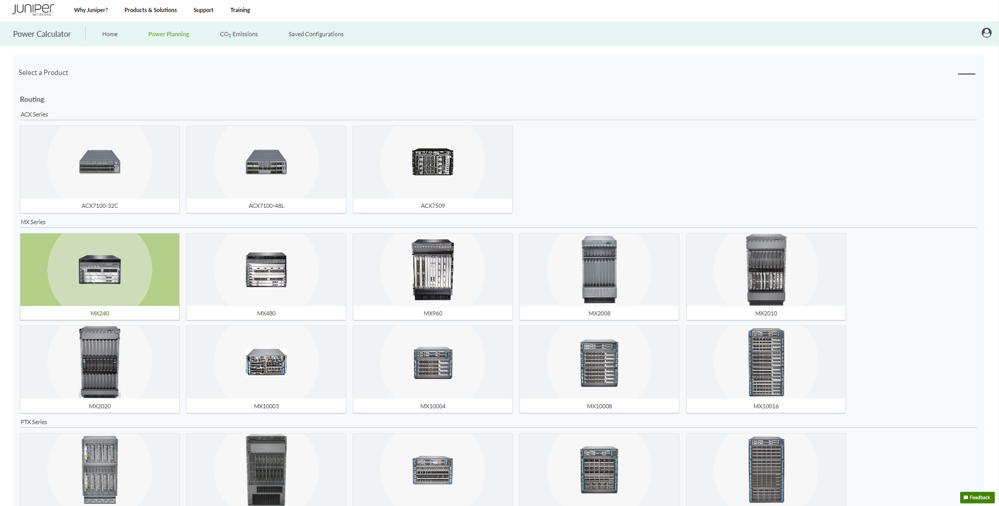 JUNIPER
NETWORKS
Why Juniper?
Products & Solutions
Support
Training
Power Calculator
Home
Power Planning
CO2 Emissions
Saved Configurations
Select a Product
Routing
ACX Series
ACX7100-32C
ACX7100-48L
ACX7509
MX Series
MX240
MX480
MX960
MX2008
MX2010
MX2020
MX10003
MX10004
MX10008
MX10016
PTX Series
Feedback